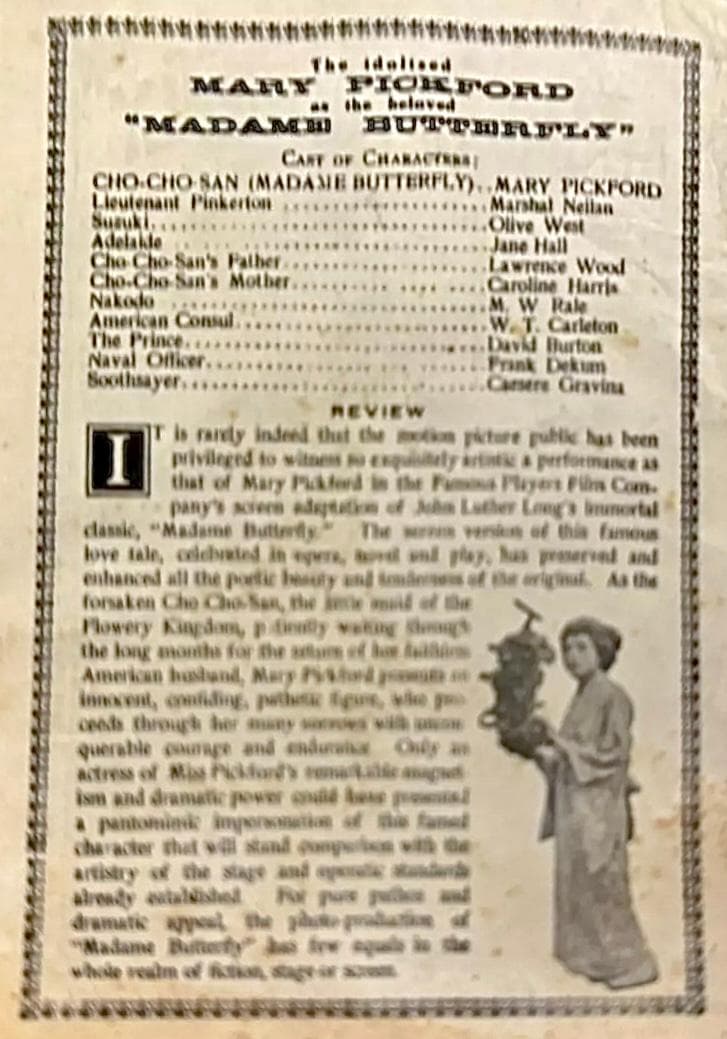 The idolised
MARY PICKFORD
as the beloved
"MADAME BUTTERFLY"
CAST OF CHARACTERS:
CHO-CHO-SAN (MADAME BUTTERFLY)..MARY PICKFORD
Lieutenant Pinkerton ..................Marshal Neilan
Suzuki..............................Olive West
Adelaide ..........................Jane Hall
Cho-Cho-San's Father..................Lawrence Wood
Cho-Cho-San's Mother..................Caroline Harris
Nakodo ..........................M. W Rale
American Consul......................W. T. Carleton
The Prince..........................David Burton
Naval Officer........................Frank Dekum
Soothsayer..........................Caesere Gravina
REVIEW
IT is rarely indeed that the motion picture public has been
privileged to witness so exquisitely artistic a performance as
that of Mary Pickford in the Famous Players Film Com-
pany's screen adaptation of John Luther Long's immortal
classic, "Madame Butterfly." The screen version of this famous
love tale, celebrated in opera, novel and play, has preserved and
enhanced all the poetic beauty and tenderness of the original. As the
forsaken Cho Cho-San, the little maid of the
Flowery Kingdom, patiently waiting through
the long months for the return of her faithless
American husband, Mary Pickford presents an
innocent, confiding, pathetic figure, who pro-
ceeds through her many sorrows with uncon-
querable courage and endurance. Only an
actress of Miss Pickford's remarkable magnet-
ism and dramatic power could have presented
a pantomimic impersonation of this famed
character that will stand comparison with the
artistry of the stage and operatic standards
already established. For pure pathos and
dramatic appeal, the photo-production of
"Madame Butterfly" has few equals in the
whole realm of fiction, stage or screen.